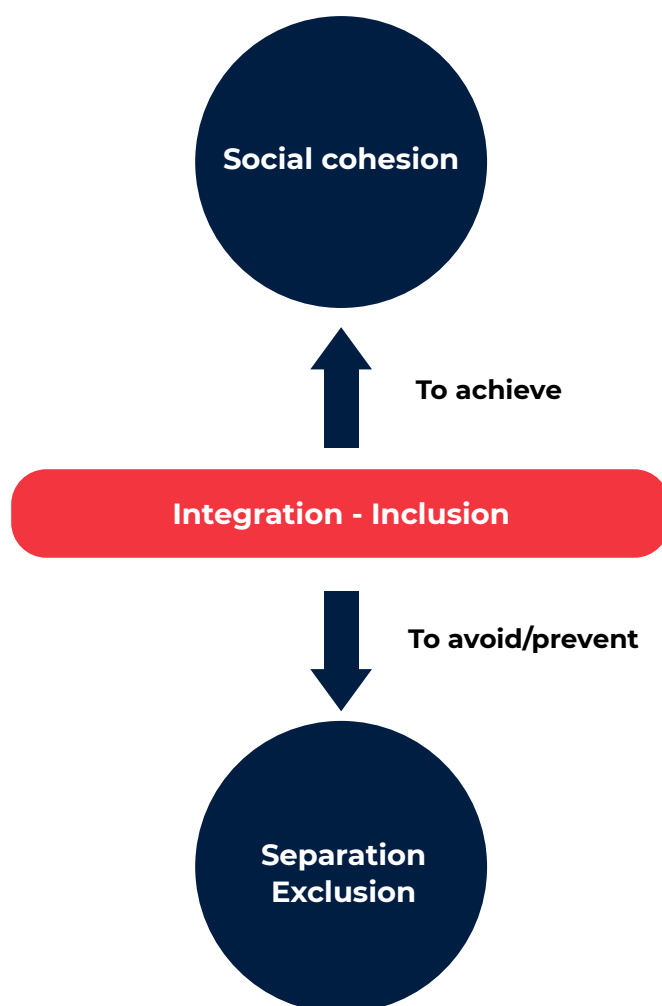 Social cohesion
To achieve
Integration - Inclusion
To avoid/prevent
Separation
Exclusion